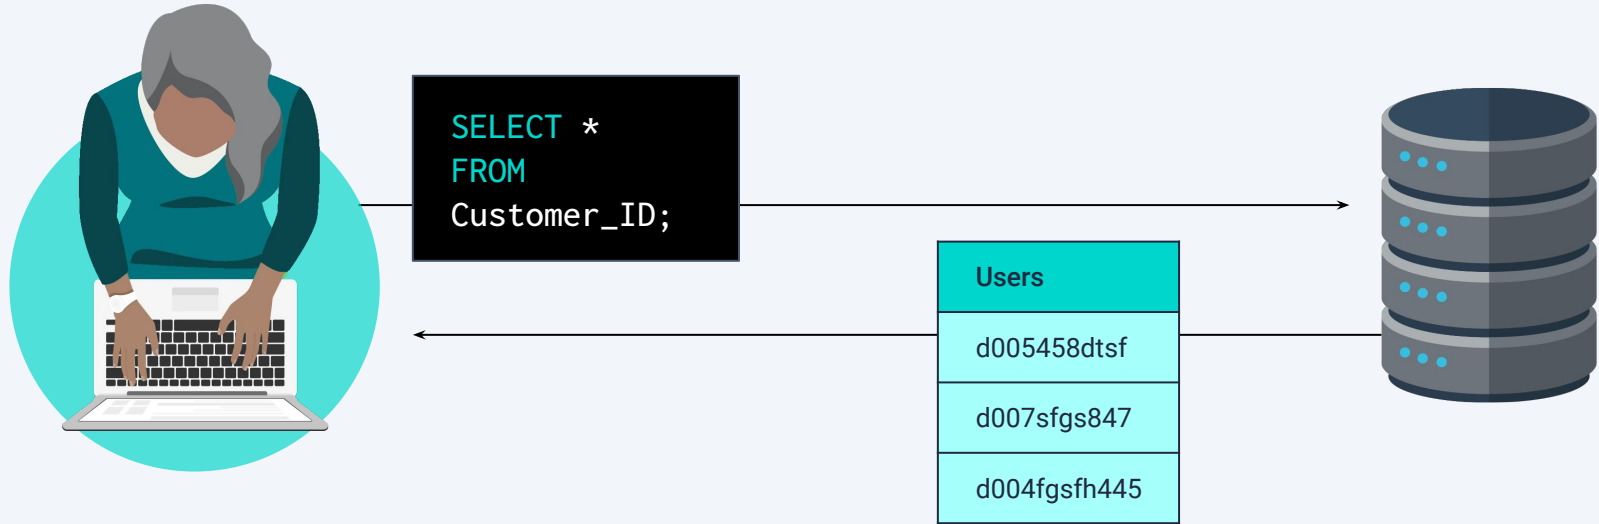 SELECT *
FROM
Customer_ID;
Users
d005458dtsf
d007sfgs847
d004fgsfh445